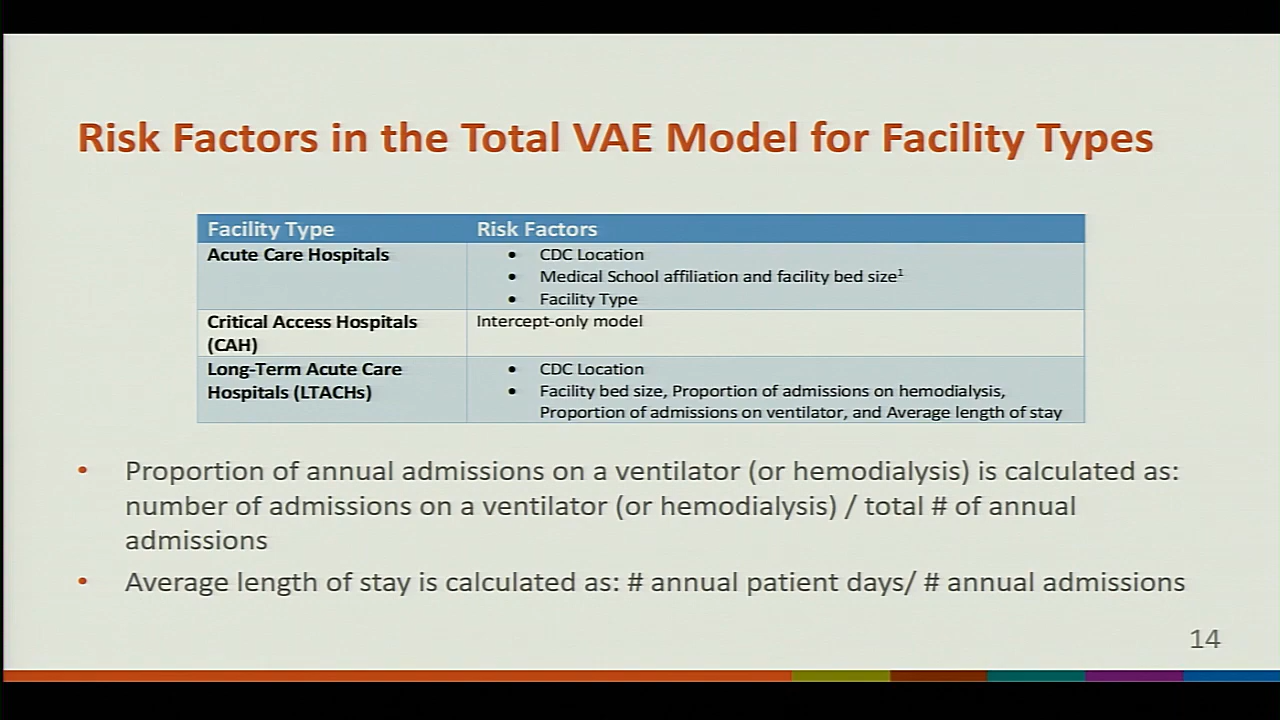 Risk Factors in the Total VAE Model for Facility Types
Facility Type
Risk Factors
Acute Care Hospitals
• CDC Location
• Medical School affiliation and facility bed size¹
• Facility Type
Critical Access Hospitals
(CAH)
Intercept-only model
Long-Term Acute Care
Hospitals (LTACHs)
• CDC Location
• Facility bed size, Proportion of admissions on hemodialysis,
Proportion of admissions on ventilator, and Average length of stay
• Proportion of annual admissions on a ventilator (or hemodialysis) is calculated as:
number of admissions on a ventilator (or hemodialysis) / total # of annual
admissions
• Average length of stay is calculated as: # annual patient days/ # annual admissions
14